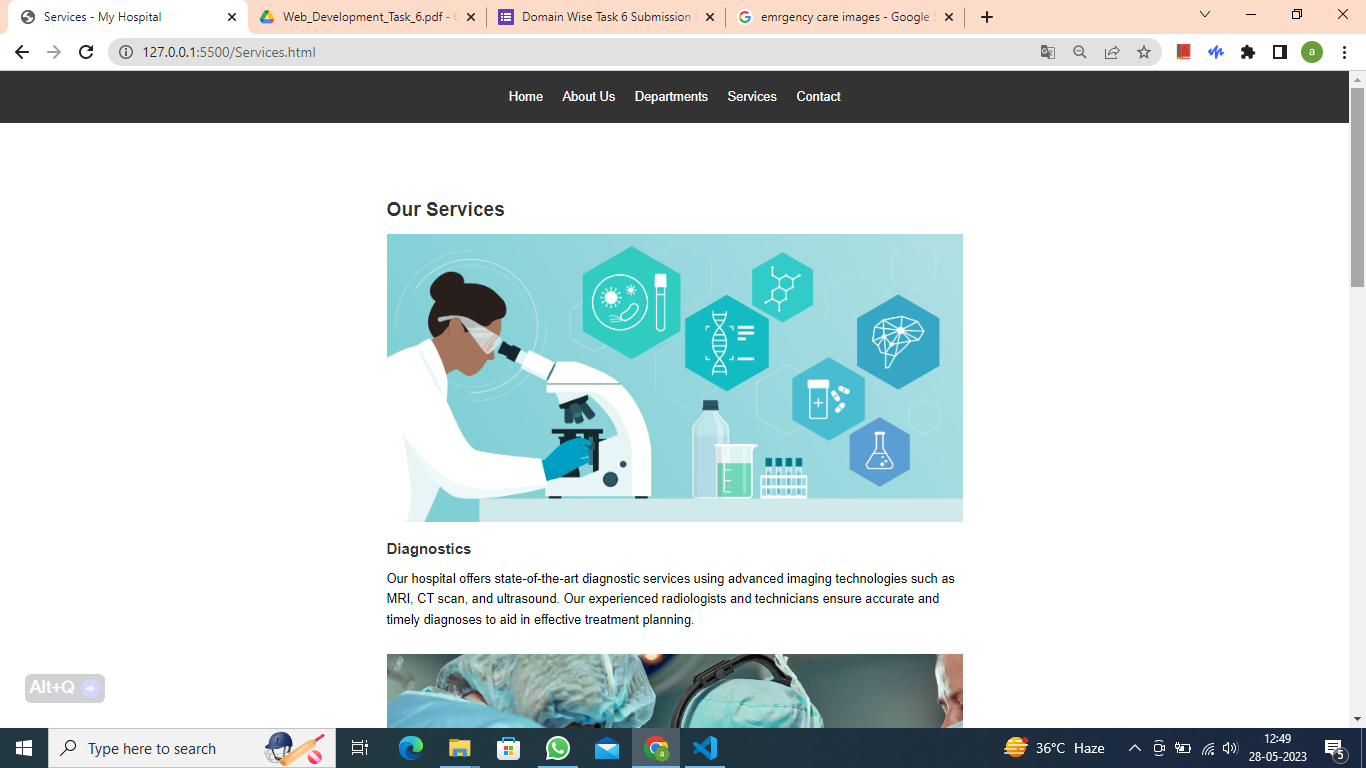 Services - My Hospital
Web_Development_Task_6.pdf -
Domain Wise Task 6 Submission
emrgency care images - Google
127.0.0.1:5500/Services.html
a
Home About Us Departments Services Contact
Our Services
Diagnostics
Our hospital offers state-of-the-art diagnostic services using advanced imaging technologies such as
MRI, CT scan, and ultrasound. Our experienced radiologists and technicians ensure accurate and
timely diagnoses to aid in effective treatment planning.
Alt+Q
Type here to search
a
36°C Haze
12:49
28-05-2023
5